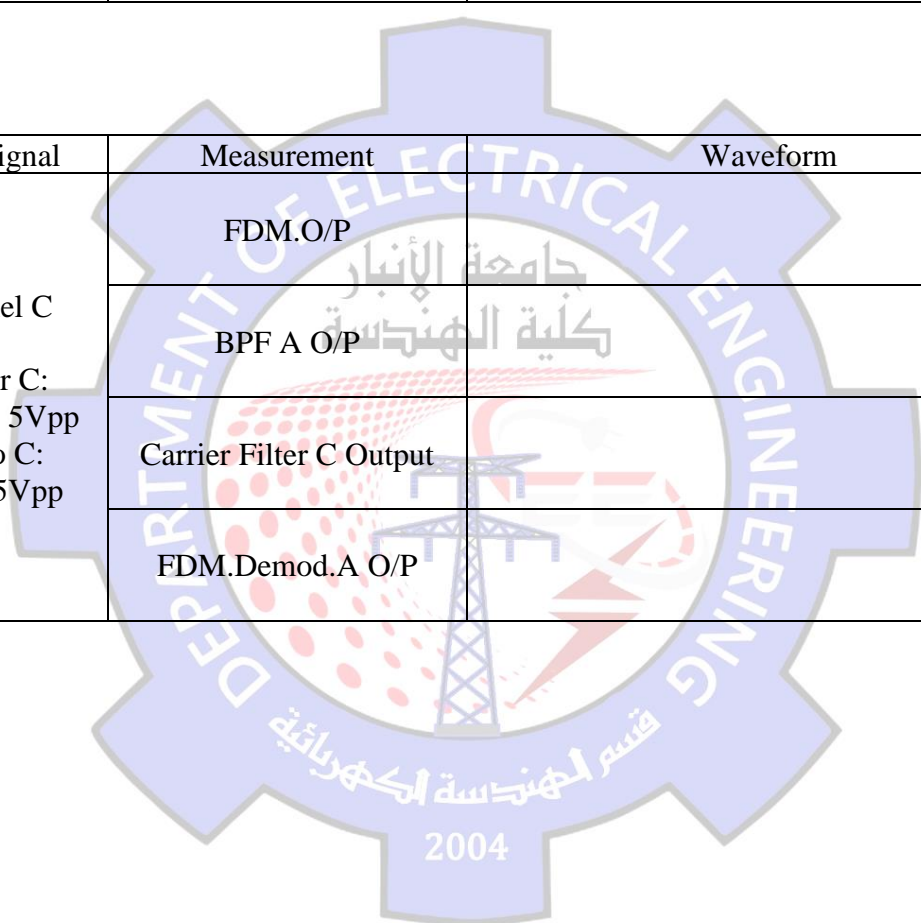 ignal Measurement Waveform
FDM.O/P
el C
BPF A O/P
r C:
5Vpp
o C:
5Vpp
Carrier Filter C Output
FDM.Demod.A O/P
DEPARTMENT OF ELECTRICAL ENGINEERING
جامعة الأنبار
كلية الهندسة
قسم الهندسة الكهربائية
2004